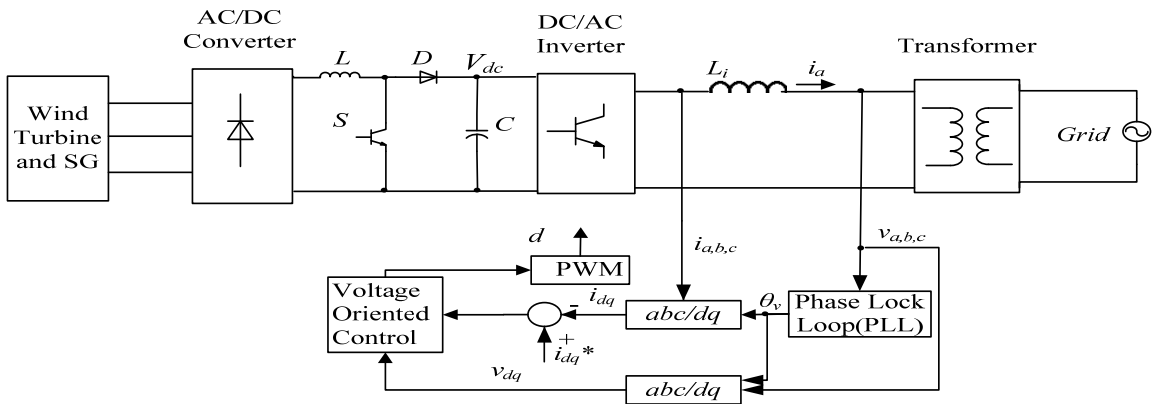 AC/DC
Converter
DC/AC
Inverter
Transformer
L
D
V_dc
L_i
i_a
Wind
Turbine
and SG
S
C
Grid
d
i_a,b,c
v_a,b,c
PWM
Voltage
Oriented
Control
i_dq
-
abc/dq
θ_v
Phase Lock
Loop(PLL)
+
i_dq*
v_dq
abc/dq